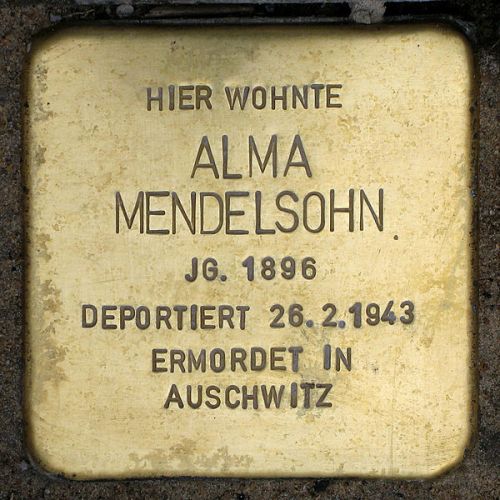 HIER WOHNTE
ALMA
MENDELSOHN
JG. 1896
DEPORTIERT 26.2.1943
ERMORDET IN
AUSCHWITZ